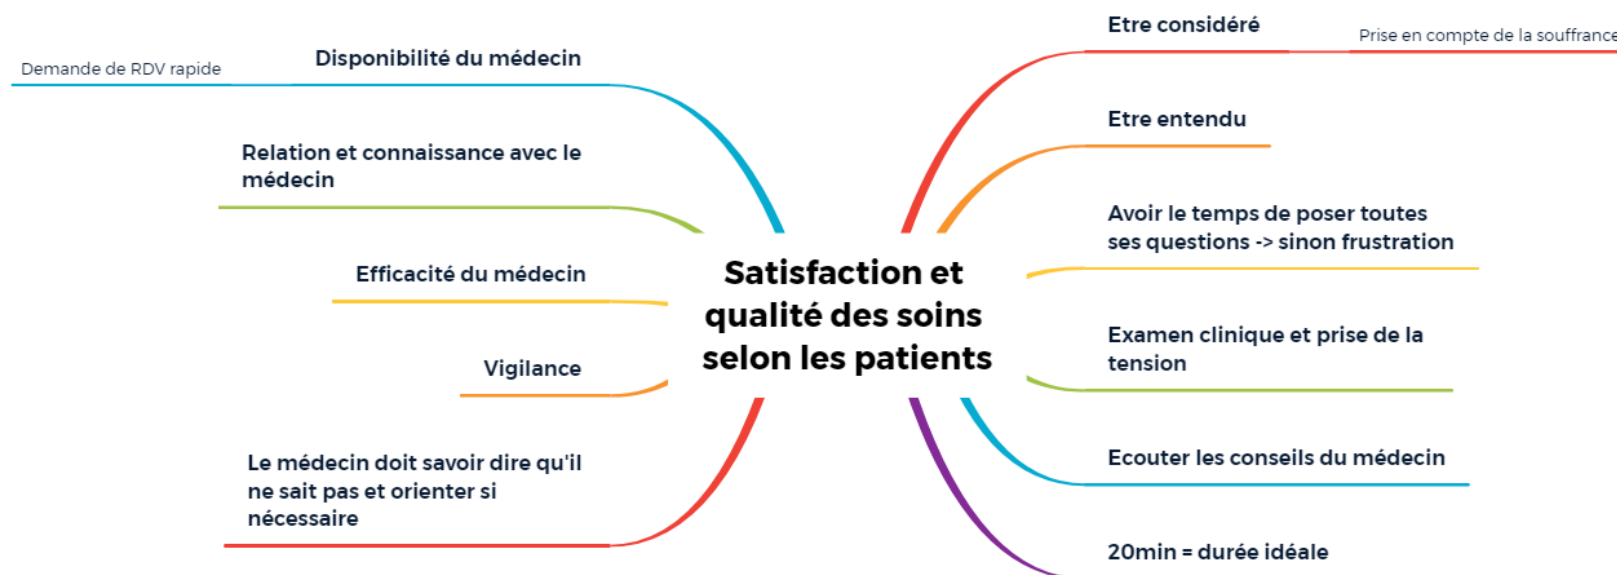 Satisfaction et
qualité des soins
selon les patients
Etre considéré
Prise en compte de la souffrance
Etre entendu
Avoir le temps de poser toutes
ses questions -> sinon frustration
Examen clinique et prise de la
tension
Ecouter les conseils du médecin
20min = durée idéale
Disponibilité du médecin
Demande de RDV rapide
Relation et connaissance avec le
médecin
Efficacité du médecin
Vigilance
Le médecin doit savoir dire qu'il
ne sait pas et orienter si
nécessaire